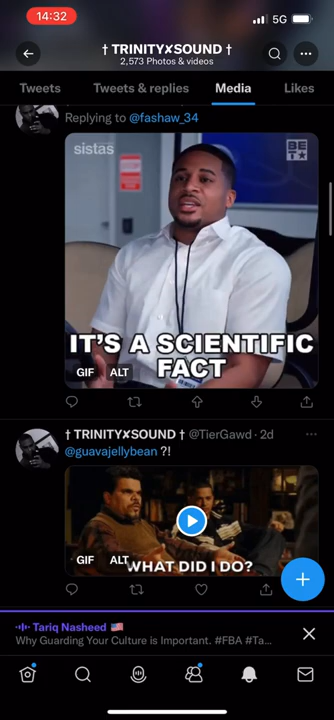 14:32
5G
† TRINITY✘SOUND †
2,573 Photos & videos
Tweets
Tweets & replies
Media
Likes
Replying to @fashaw_34
sistas
BET★
IT'S A SCIENTIFIC
FACT
GIF ALT
† TRINITY✘SOUND † @TierGawd · 2d
@guavajellybean ?!
GIF ALT
WHAT DID I DO?
Tariq Nasheed 🇺🇸
Why Guarding Your Culture is Important. #FBA #Ta...